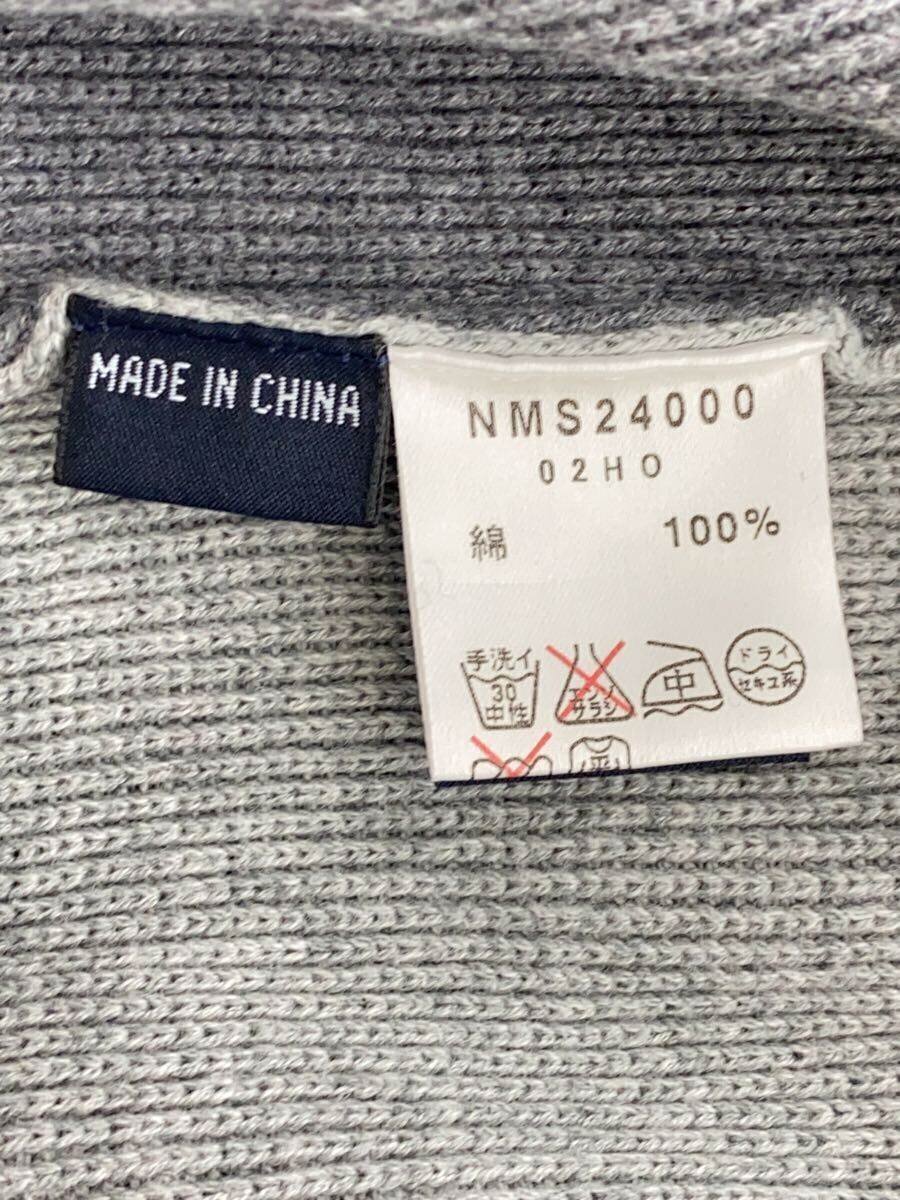 MADE IN CHINA
NMS24000
02HO
綿 100%
手洗イ
30
中性
エンソ
サラシ
中
ドライ
セキユ系
平